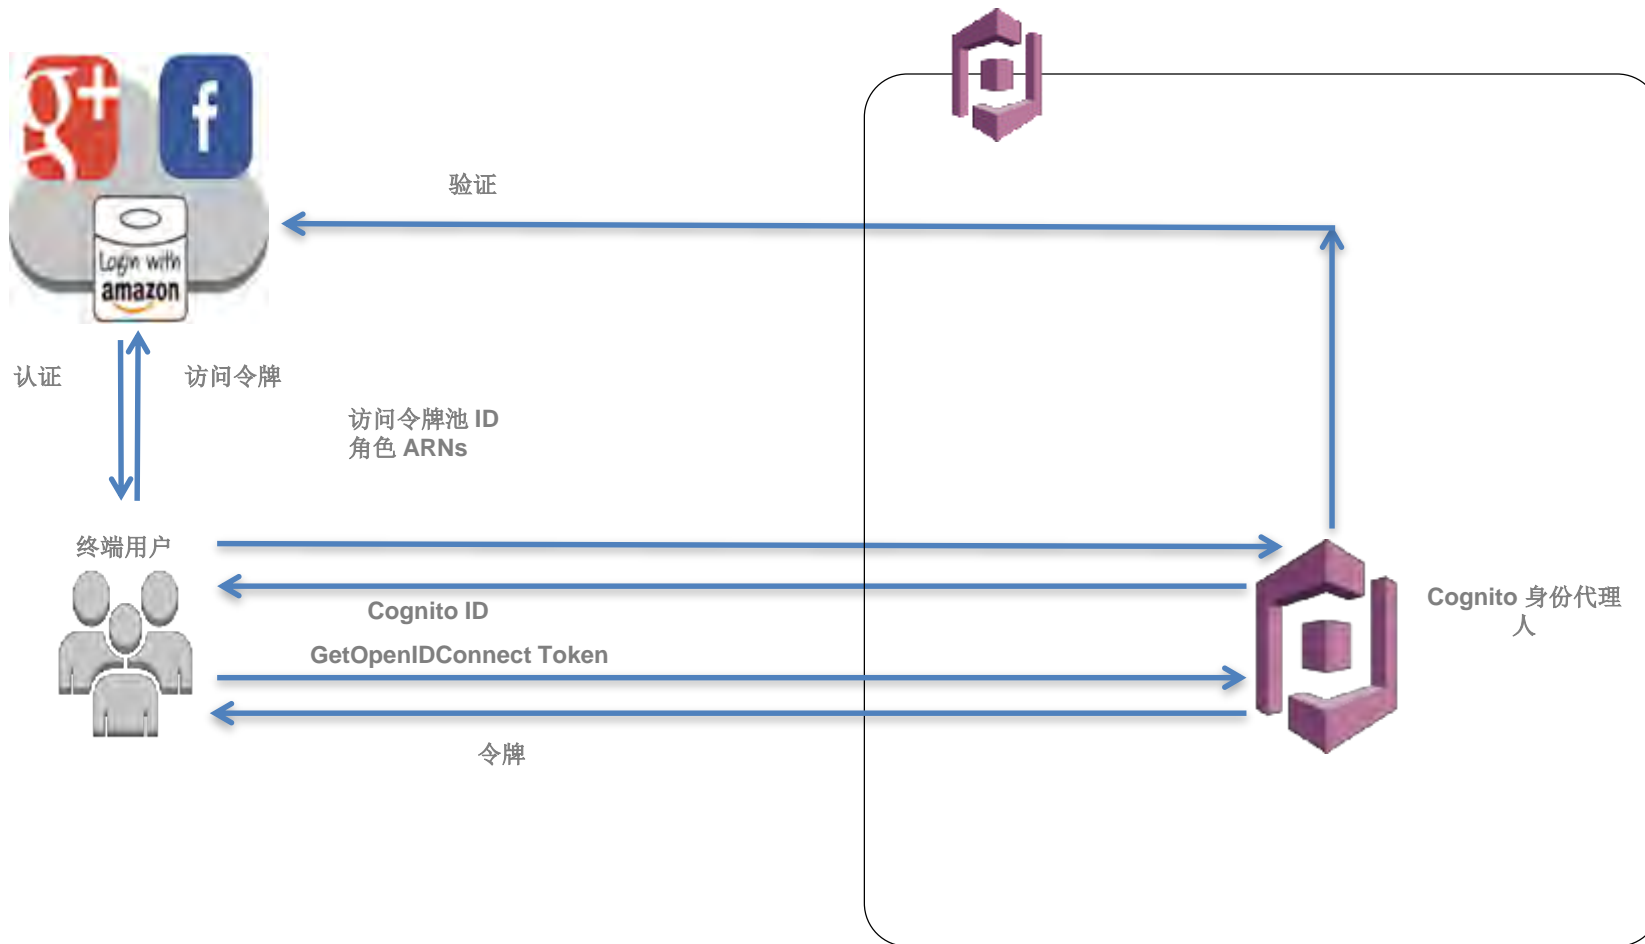 g+
f
Login with
amazon
验证
认证
访问令牌
访问令牌池 ID
角色 ARNs
终端用户
Cognito ID
GetOpenIDConnect Token
令牌
Cognito 身份代理
人